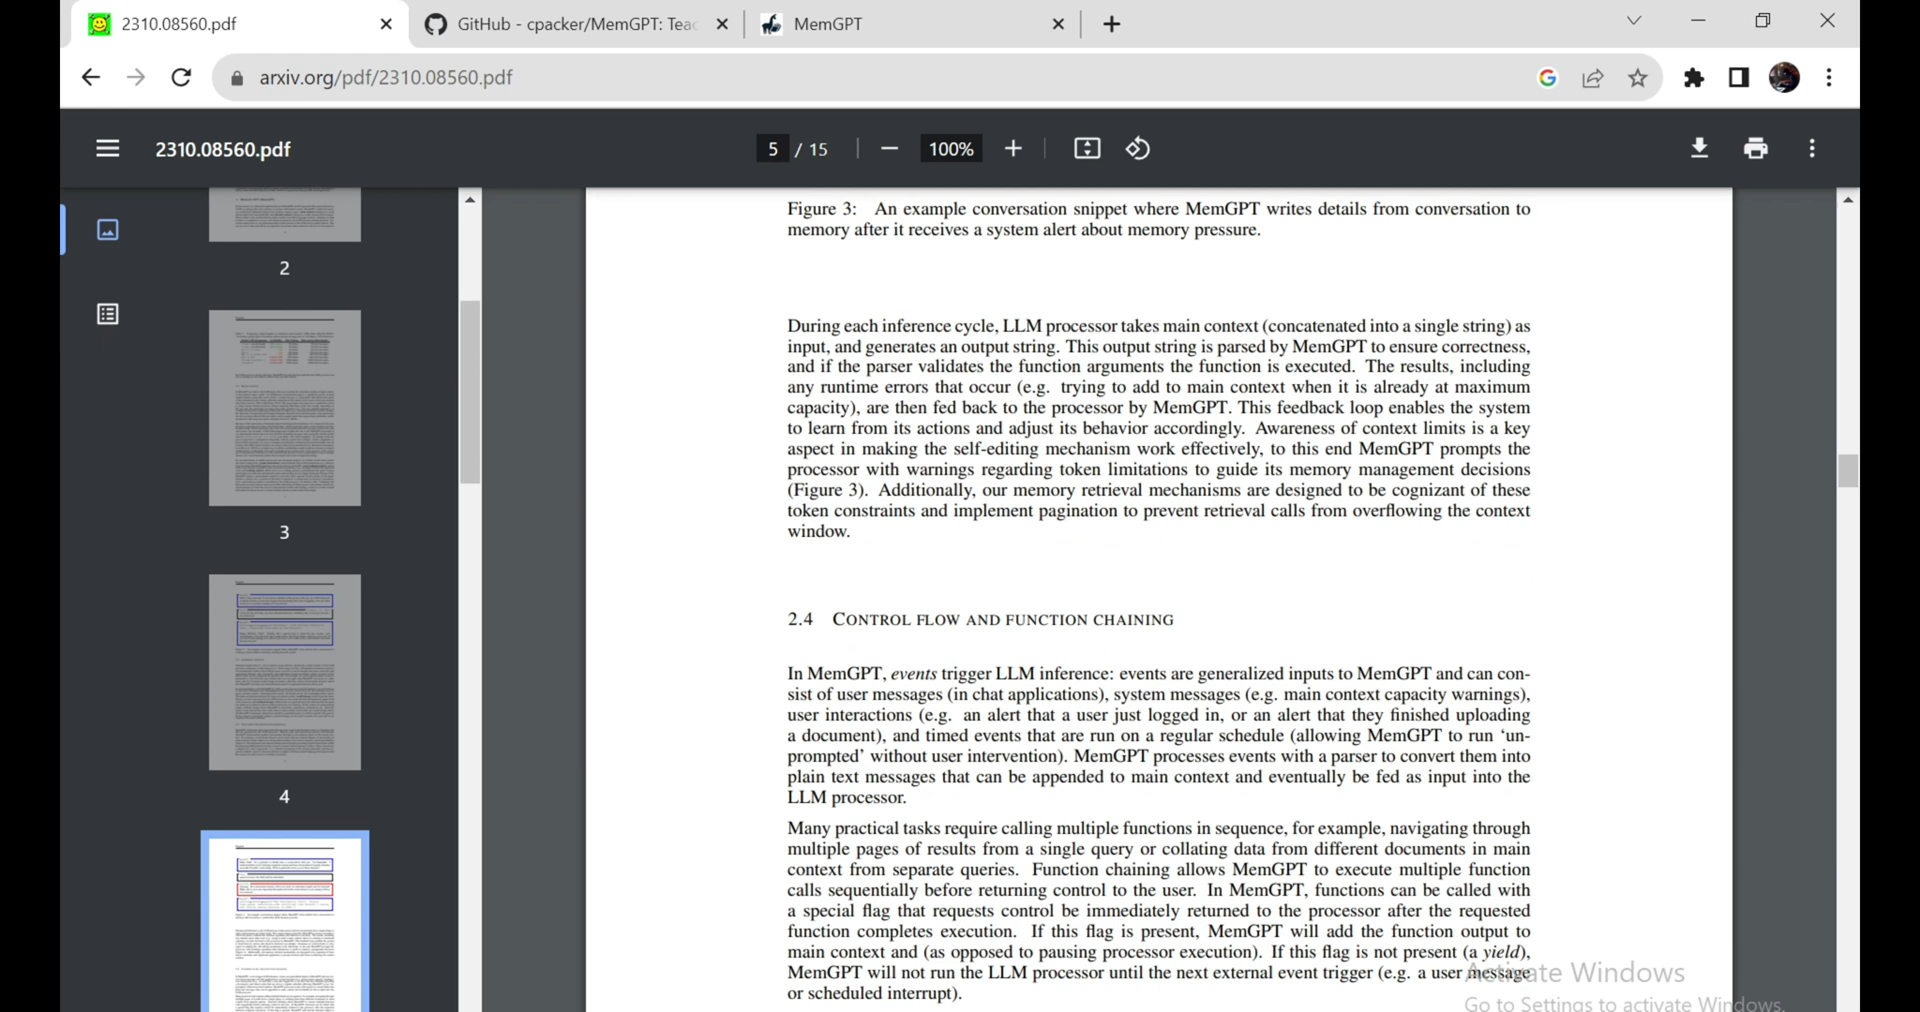 2310.08560.pdf
GitHub - cpacker/MemGPT: Teac
MemGPT
arxiv.org/pdf/2310.08560.pdf
2310.08560.pdf
5 / 15
100%
2
3
4
Figure 3: An example conversation snippet where MemGPT writes details from conversation to
memory after it receives a system alert about memory pressure.
During each inference cycle, LLM processor takes main context (concatenated into a single string) as
input, and generates an output string. This output string is parsed by MemGPT to ensure correctness,
and if the parser validates the function arguments the function is executed. The results, including
any runtime errors that occur (e.g. trying to add to main context when it is already at maximum
capacity), are then fed back to the processor by MemGPT. This feedback loop enables the system
to learn from its actions and adjust its behavior accordingly. Awareness of context limits is a key
aspect in making the self-editing mechanism work effectively, to this end MemGPT prompts the
processor with warnings regarding token limitations to guide its memory management decisions
(Figure 3). Additionally, our memory retrieval mechanisms are designed to be cognizant of these
token constraints and implement pagination to prevent retrieval calls from overflowing the context
window.
2.4 CONTROL FLOW AND FUNCTION CHAINING
In MemGPT, events trigger LLM inference: events are generalized inputs to MemGPT and can con-
sist of user messages (in chat applications), system messages (e.g. main context capacity warnings),
user interactions (e.g. an alert that a user just logged in, or an alert that they finished uploading
a document), and timed events that are run on a regular schedule (allowing MemGPT to run ‘un-
prompted’ without user intervention). MemGPT processes events with a parser to convert them into
plain text messages that can be appended to main context and eventually be fed as input into the
LLM processor.
Many practical tasks require calling multiple functions in sequence, for example, navigating through
multiple pages of results from a single query or collating data from different documents in main
context from separate queries. Function chaining allows MemGPT to execute multiple function
calls sequentially before returning control to the user. In MemGPT, functions can be called with
a special flag that requests control be immediately returned to the processor after the requested
function completes execution. If this flag is present, MemGPT will add the function output to
main context and (as opposed to pausing processor execution). If this flag is not present (a yield),
MemGPT will not run the LLM processor until the next external event trigger (e.g. a user message
or scheduled interrupt).
Activate Windows
Go to Settings to activate Windows.